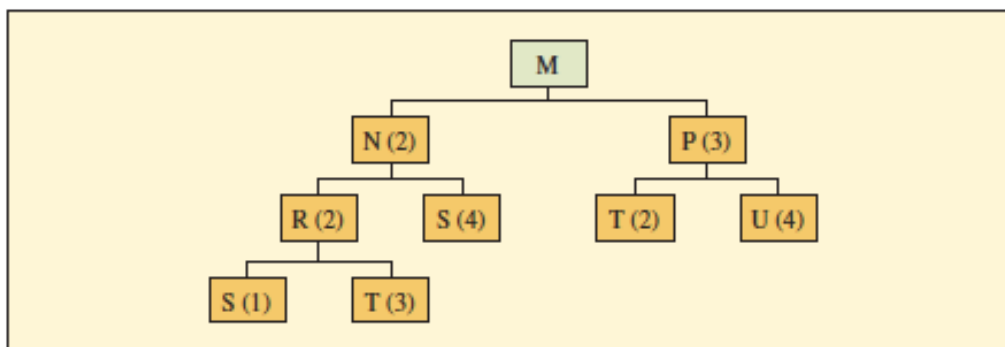 M
N (2) P (3)
R (2) S (4) T (2) U (4)
S (1) T (3)